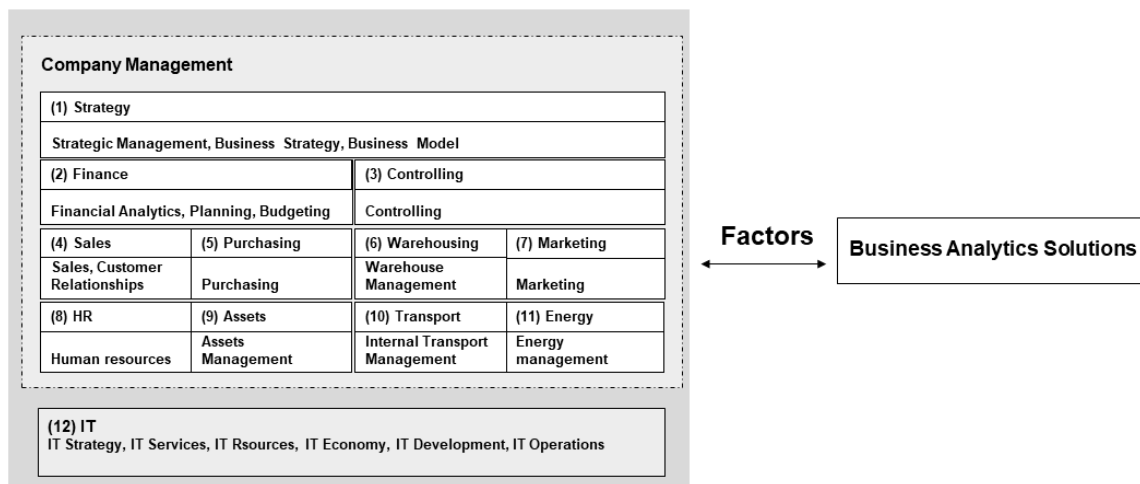 Company Management
(1) Strategy
Strategic Management, Business Strategy, Business Model
(2) Finance
Financial Analytics, Planning, Budgeting
(3) Controlling
Controlling
(4) Sales
Sales, Customer
Relationships
(5) Purchasing
Purchasing
(6) Warehousing
Warehouse
Management
(7) Marketing
Marketing
(8) HR
Human resources
(9) Assets
Assets
Management
(10) Transport
Internal Transport
Management
(11) Energy
Energy
management
(12) IT
IT Strategy, IT Services, IT Rsources, IT Economy, IT Development, IT Operations
Factors
Business Analytics Solutions